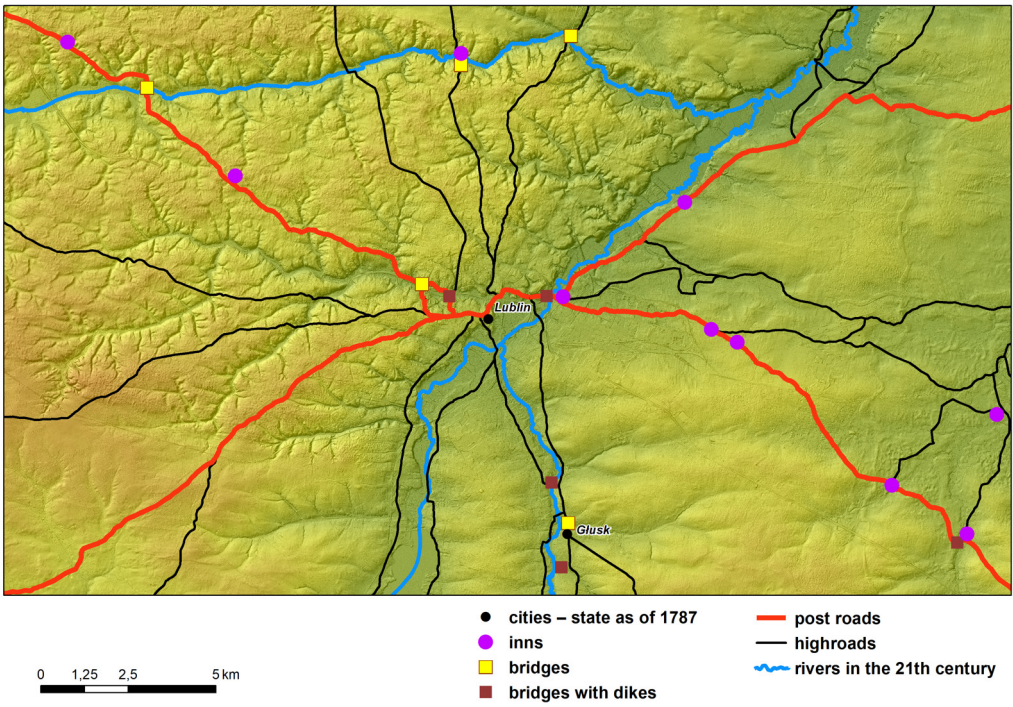 Lublin
Głusk
cities – state as of 1787
inns
bridges
bridges with dikes
post roads
highroads
rivers in the 21th century
0 1,25 2,5 5 km